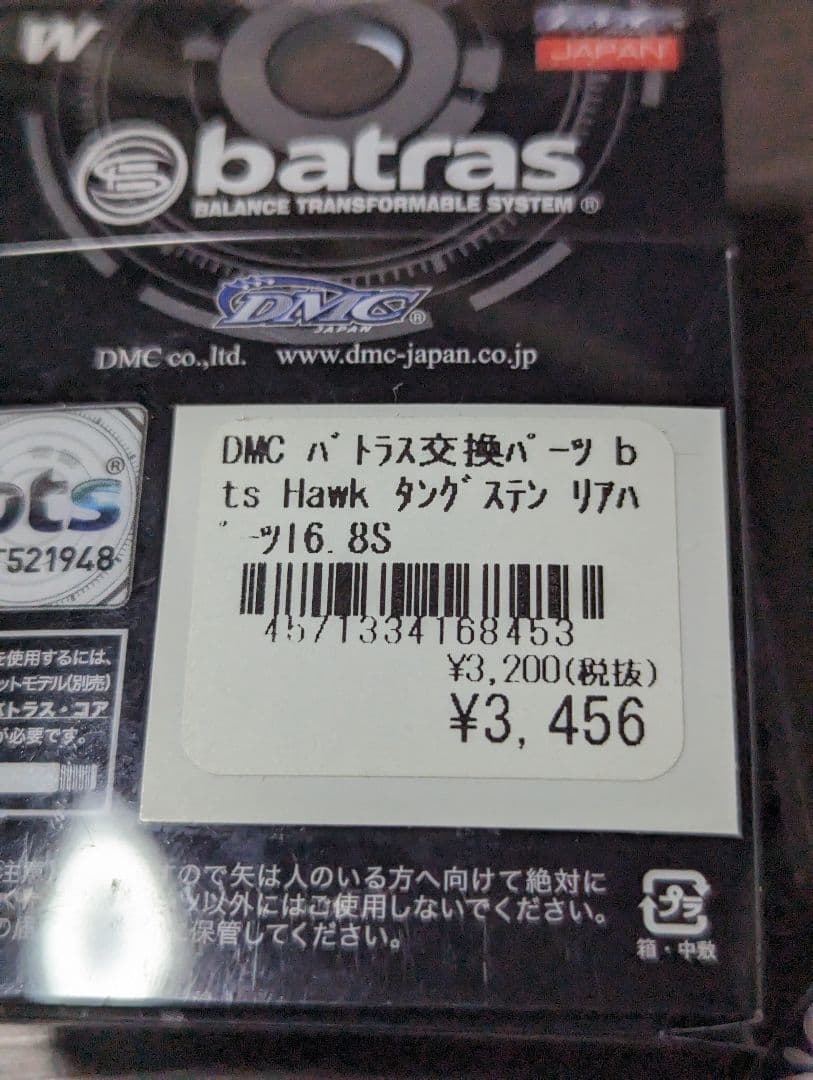 W
JAPAN
batras
BALANCE TRANSFORMABLE SYSTEM®
DMC®
JAPAN
DMC co.,ltd. www.dmc-japan.co.jp
®
bts
T521948
DMC バトラス交換パーツ b
ts Hawk タングステン リアパ
ーツ16.8S
4571334168453
¥3,200(税抜)
¥3,456
を使用するには、
ットモデル(別売)
バトラス・コア
が必要です。
ので矢は人のいる方へ向けて絶対に
以外にはご使用しないでください。
保管してください。
プラ
箱・中敷